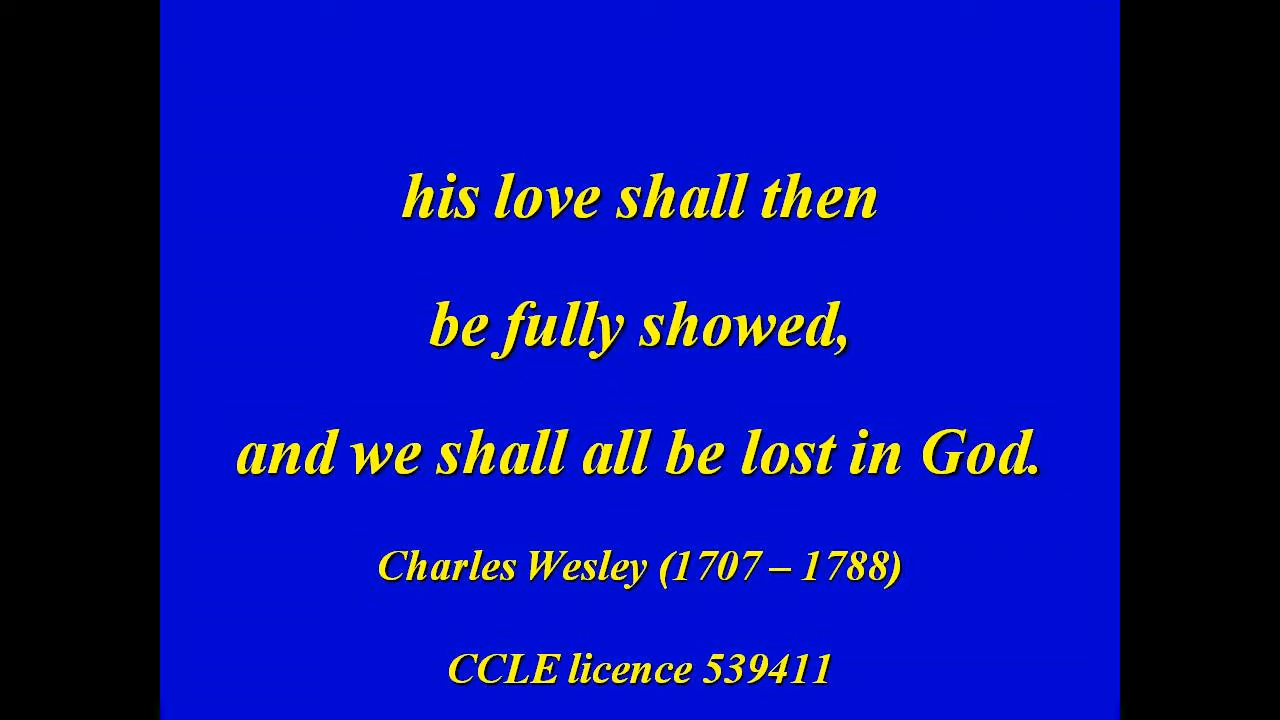 his love shall then
be fully showed,
and we shall all be lost in God.
Charles Wesley (1707 – 1788)
CCLE licence 539411